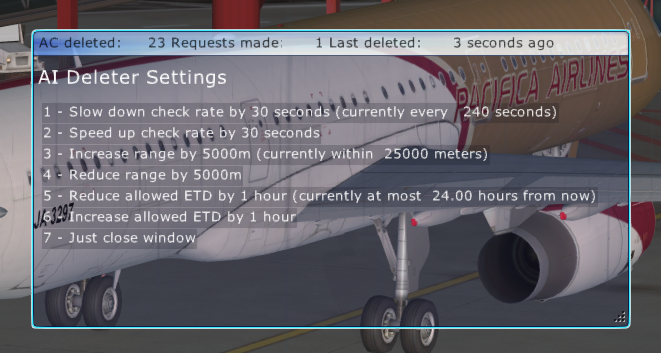 AC deleted: 23 Requests made: 1 Last deleted: 3 seconds ago
AI Deleter Settings
PACIFICA AIRLINES
1 - Slow down check rate by 30 seconds (currently every 240 seconds)
2 - Speed up check rate by 30 seconds
3 - Increase range by 5000m (currently within 25000 meters)
4 - Reduce range by 5000m
5 - Reduce allowed ETD by 1 hour (currently at most 24.00 hours from now)
6 - Increase allowed ETD by 1 hour
7 - Just close window